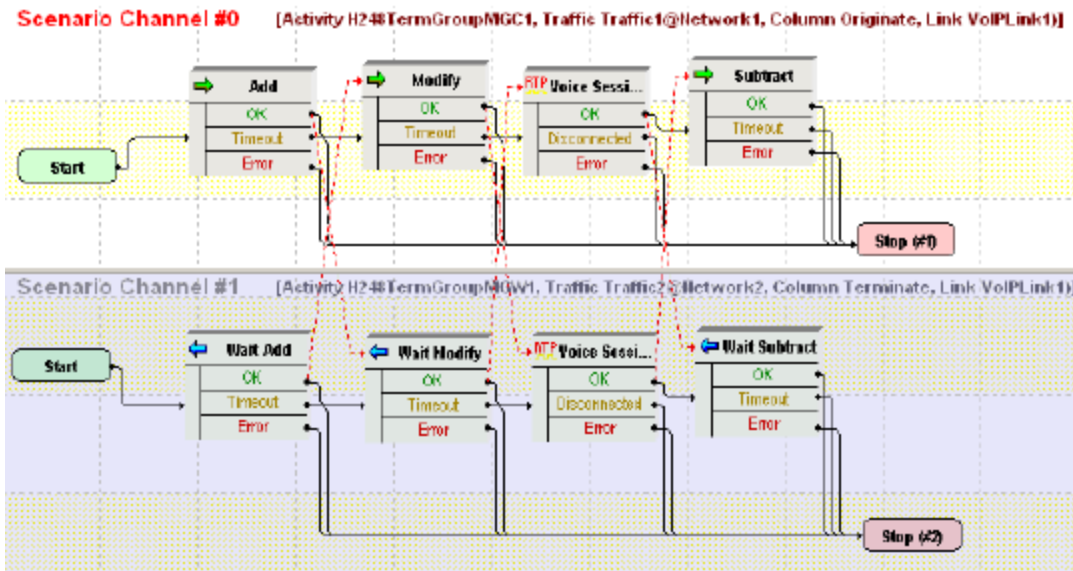 Scenario Channel #0 [Activity H248TermGroupMGC1, Traffic Traffic1@Network1, Column Originate, Link VoIPLink1)]
Add
OK
Timeout
Error
Modify
OK
Timeout
Error
RTP Voice Sessi...
OK
Disconnected
Error
Subtract
OK
Timeout
Error
Start
Stop (#1)
Scenario Channel #1 [Activity H248TermGroupMGW1, Traffic Traffic2@Network2, Column Terminate, Link VoIPLink1)]
Wait Add
OK
Timeout
Error
Wait Modify
OK
Timeout
Error
RTP Voice Sessi...
OK
Disconnected
Error
Wait Subtract
OK
Timeout
Error
Start
Stop (#2)